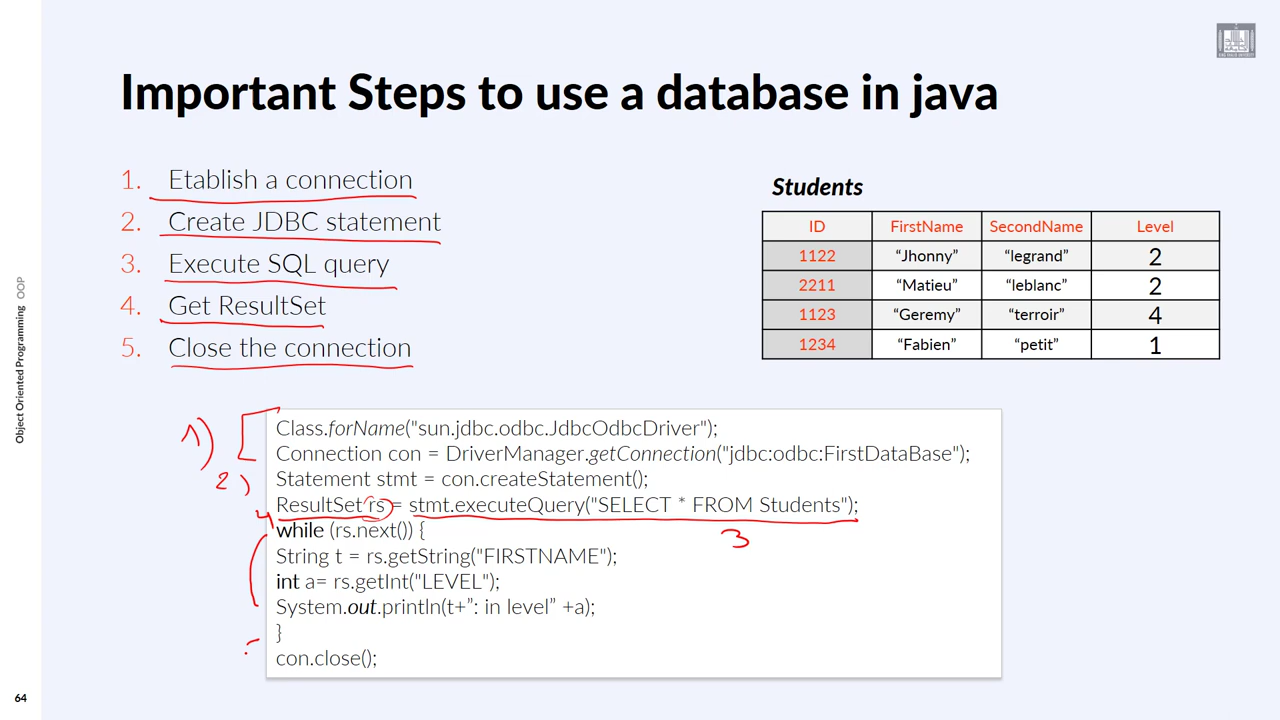 Important Steps to use a database in java
1. Etablish a connection
2. Create JDBC statement
3. Execute SQL query
4. Get ResultSet
5. Close the connection
Students
ID FirstName SecondName Level
1122 “Jhonny” “legrand” 2
2211 “Matieu” “leblanc” 2
1123 “Geremy” “terroir” 4
1234 “Fabien” “petit” 1
1)
Class.forName("sun.jdbc.odbc.JdbcOdbcDriver");
Connection con = DriverManager.getConnection("jdbc:odbc:FirstDataBase");
2)
Statement stmt = con.createStatement();
ResultSet rs = stmt.executeQuery("SELECT * FROM Students");
4
3
while (rs.next()) {
String t = rs.getString("FIRSTNAME");
int a= rs.getInt("LEVEL");
System.out.println(t+”: in level” +a);
}
con.close();
Object Oriented Programming OOP
64